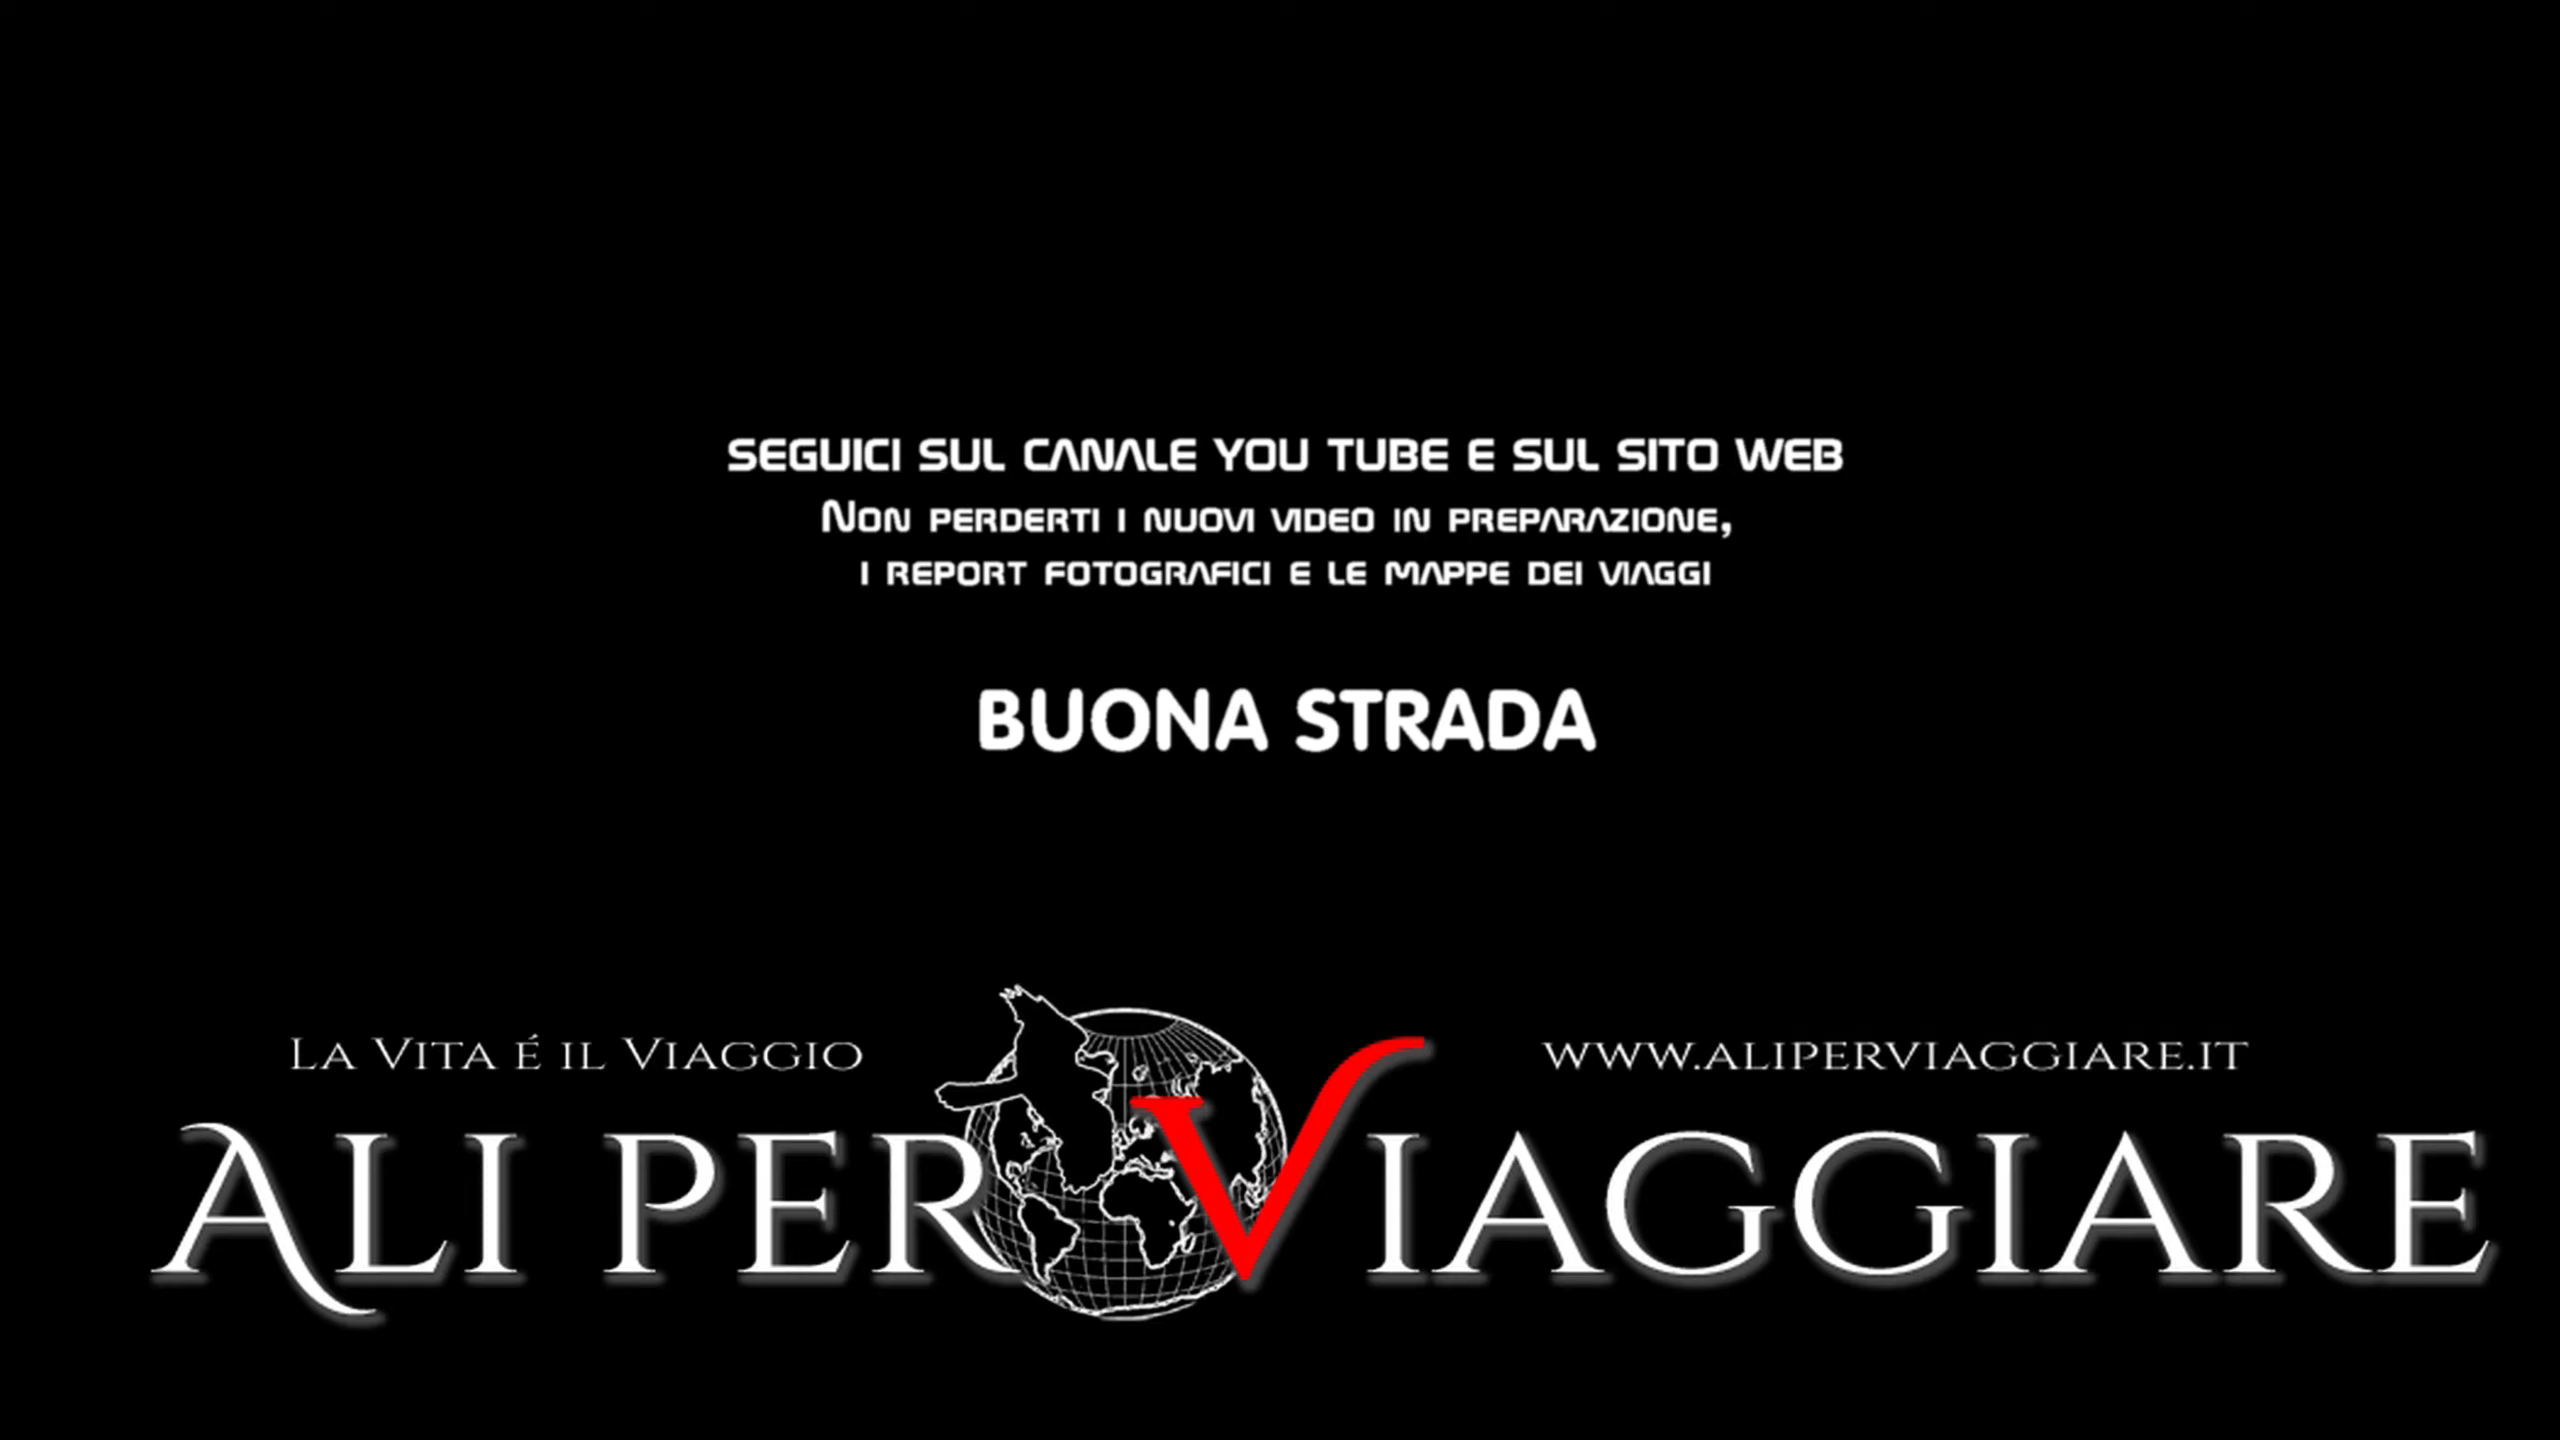 SEGUICI SUL CANALE YOU TUBE E SUL SITO WEB
NON PERDERTI I NUOVI VIDEO IN PREPARAZIONE,
I REPORT FOTOGRAFICI E LE MAPPE DEI VIAGGI
BUONA STRADA
LA VITA É IL VIAGGIO
WWW.ALIPERVIAGGIARE.IT
ALI PER VIAGGIARE